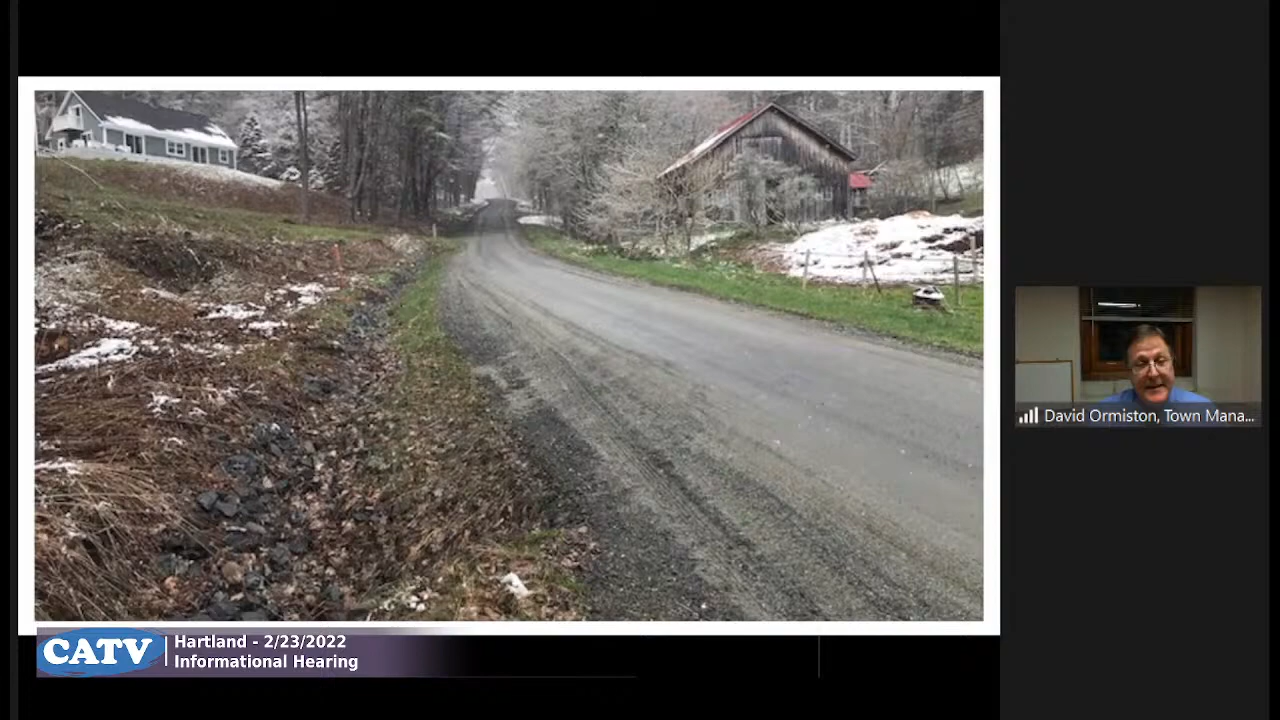 David Ormiston, Town Mana...
CATV
Hartland - 2/23/2022
Informational Hearing